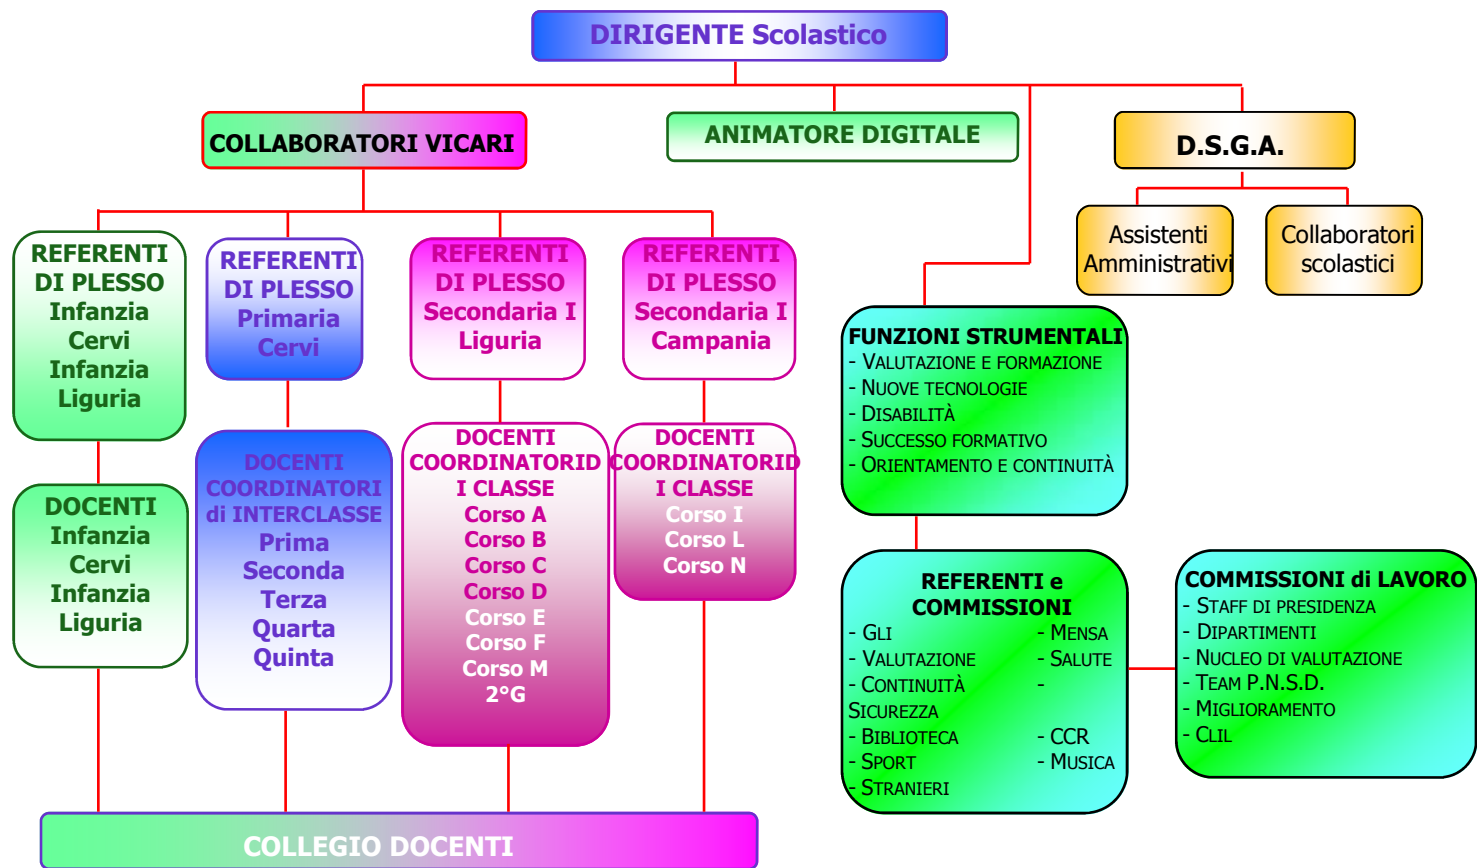 DIRIGENTE Scolastico
COLLABORATORI VICARI
ANIMATORE DIGITALE
D.S.G.A.
Assistenti
Amministrativi
Collaboratori
scolastici
REFERENTI
DI PLESSO
Infanzia
Cervi
Infanzia
Liguria
REFERENTI
DI PLESSO
Primaria
Cervi
REFERENTI
DI PLESSO
Secondaria I
Liguria
REFERENTI
DI PLESSO
Secondaria I
Campania
FUNZIONI STRUMENTALI
- VALUTAZIONE E FORMAZIONE
- NUOVE TECNOLOGIE
- DISABILITÀ
- SUCCESSO FORMATIVO
- ORIENTAMENTO E CONTINUITÀ
DOCENTI
Infanzia
Cervi
Infanzia
Liguria
DOCENTI
COORDINATORI
di INTERCLASSE
Prima
Seconda
Terza
Quarta
Quinta
DOCENTI
COORDINATORID
I CLASSE
Corso A
Corso B
Corso C
Corso D
Corso E
Corso F
Corso M
2°G
DOCENTI
COORDINATORID
I CLASSE
Corso I
Corso L
Corso N
REFERENTI e
COMMISSIONI
- GLI - MENSA
- VALUTAZIONE - SALUTE
- CONTINUITÀ -
SICUREZZA
- BIBLIOTECA - CCR
- SPORT - MUSICA
- STRANIERI
COMMISSIONI di LAVORO
- STAFF DI PRESIDENZA
- DIPARTIMENTI
- NUCLEO DI VALUTAZIONE
- TEAM P.N.S.D.
- MIGLIORAMENTO
- CLIL
COLLEGIO DOCENTI